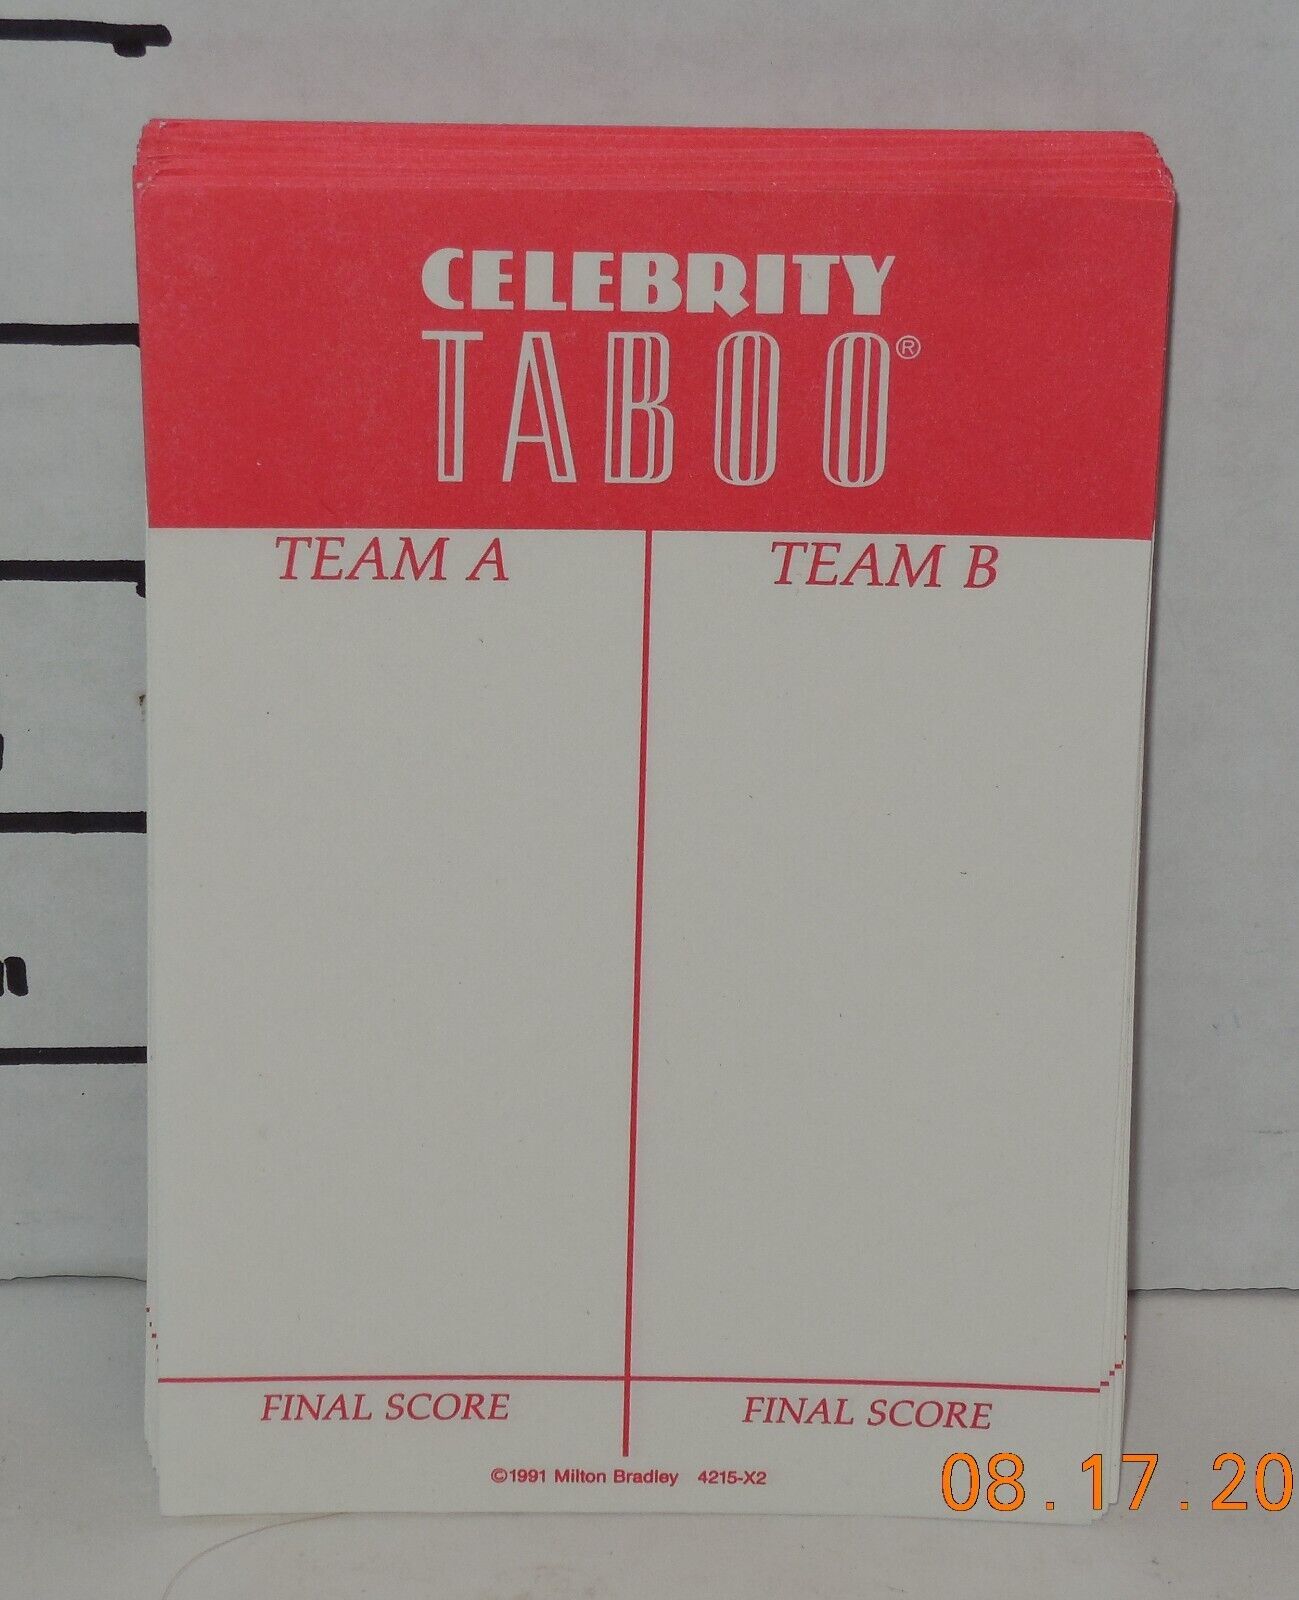 CELEBRITY
TABOO®
TEAM A
TEAM B
FINAL SCORE
FINAL SCORE
©1991 Milton Bradley 4215-X2
08.17.20